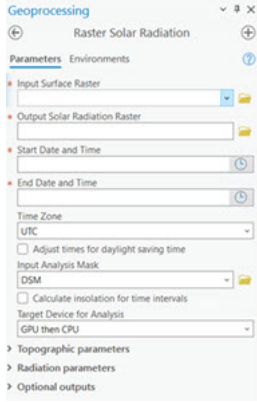 Geoprocessing
Raster Solar Radiation
Parameters Environments
* Input Surface Raster
* Output Solar Radiation Raster
* Start Date and Time
* End Date and Time
Time Zone
UTC
Adjust times for daylight saving time
Input Analysis Mask
DSM
Calculate insolation for time intervals
Target Device for Analysis
GPU then CPU
> Topographic parameters
> Radiation parameters
> Optional outputs